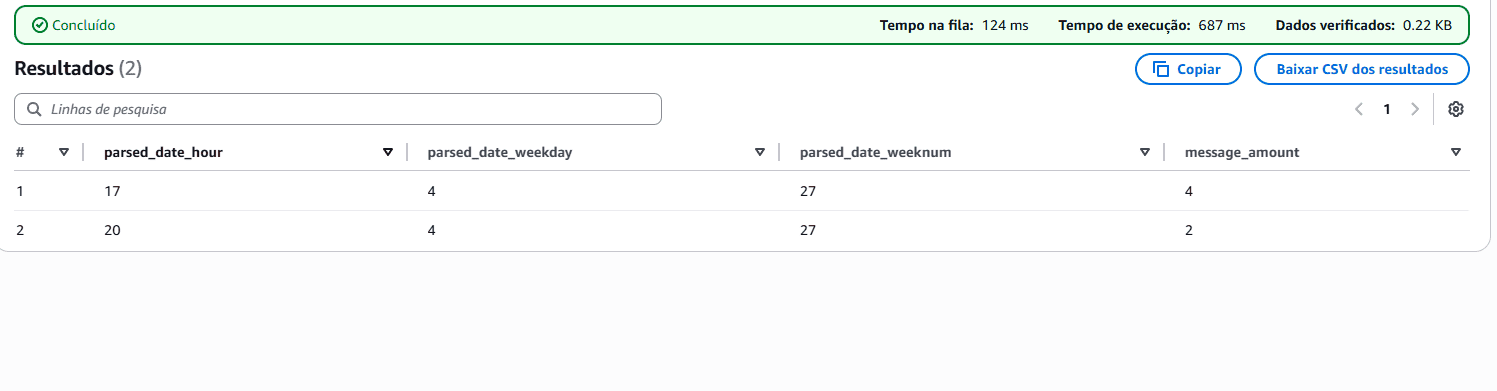 Concluído Tempo na fila: 124 ms Tempo de execução: 687 ms Dados verificados: 0.22 KB
Resultados (2) Copiar Baixar CSV dos resultados
Linhas de pesquisa 1
# parsed_date_hour parsed_date_weekday parsed_date_weeknum message_amount
1 17 4 27 4
2 20 4 27 2